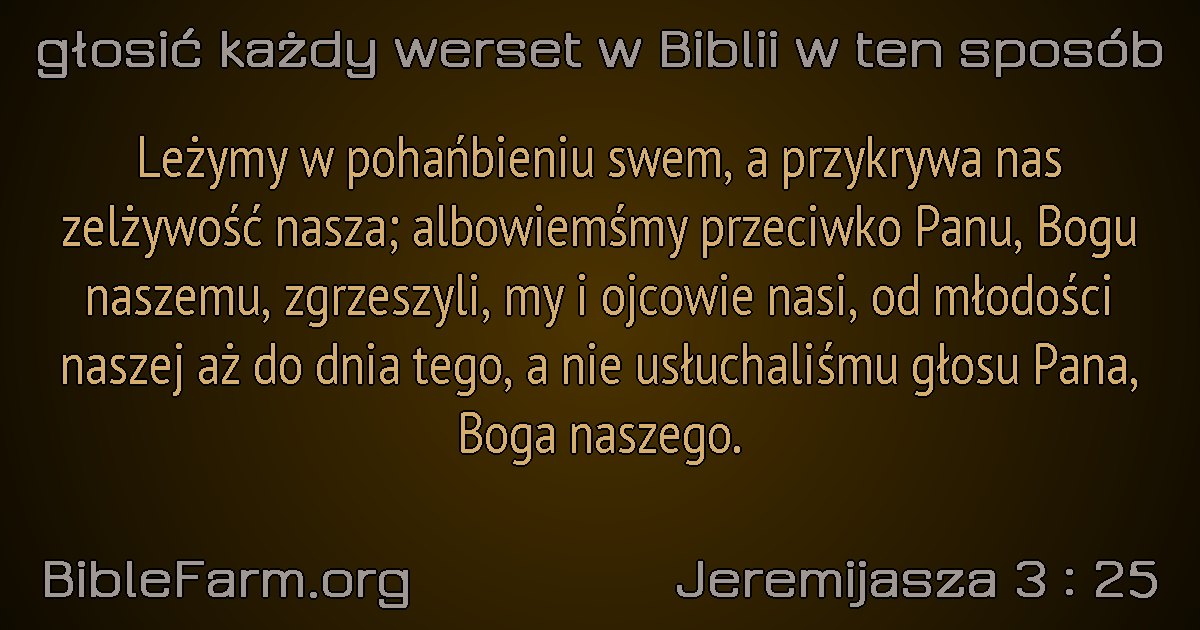 głosić każdy werset w Biblii w ten sposób
Leżymy w pohańbieniu swem, a przykrywa nas
zelżywość nasza; albowiemśmy przeciwko Panu, Bogu
naszemu, zgrzeszyli, my i ojcowie nasi, od młodości
naszej aż do dnia tego, a nie usłuchaliśmu głosu Pana,
Boga naszego.
BibleFarm.org
Jeremijasza 3 : 25